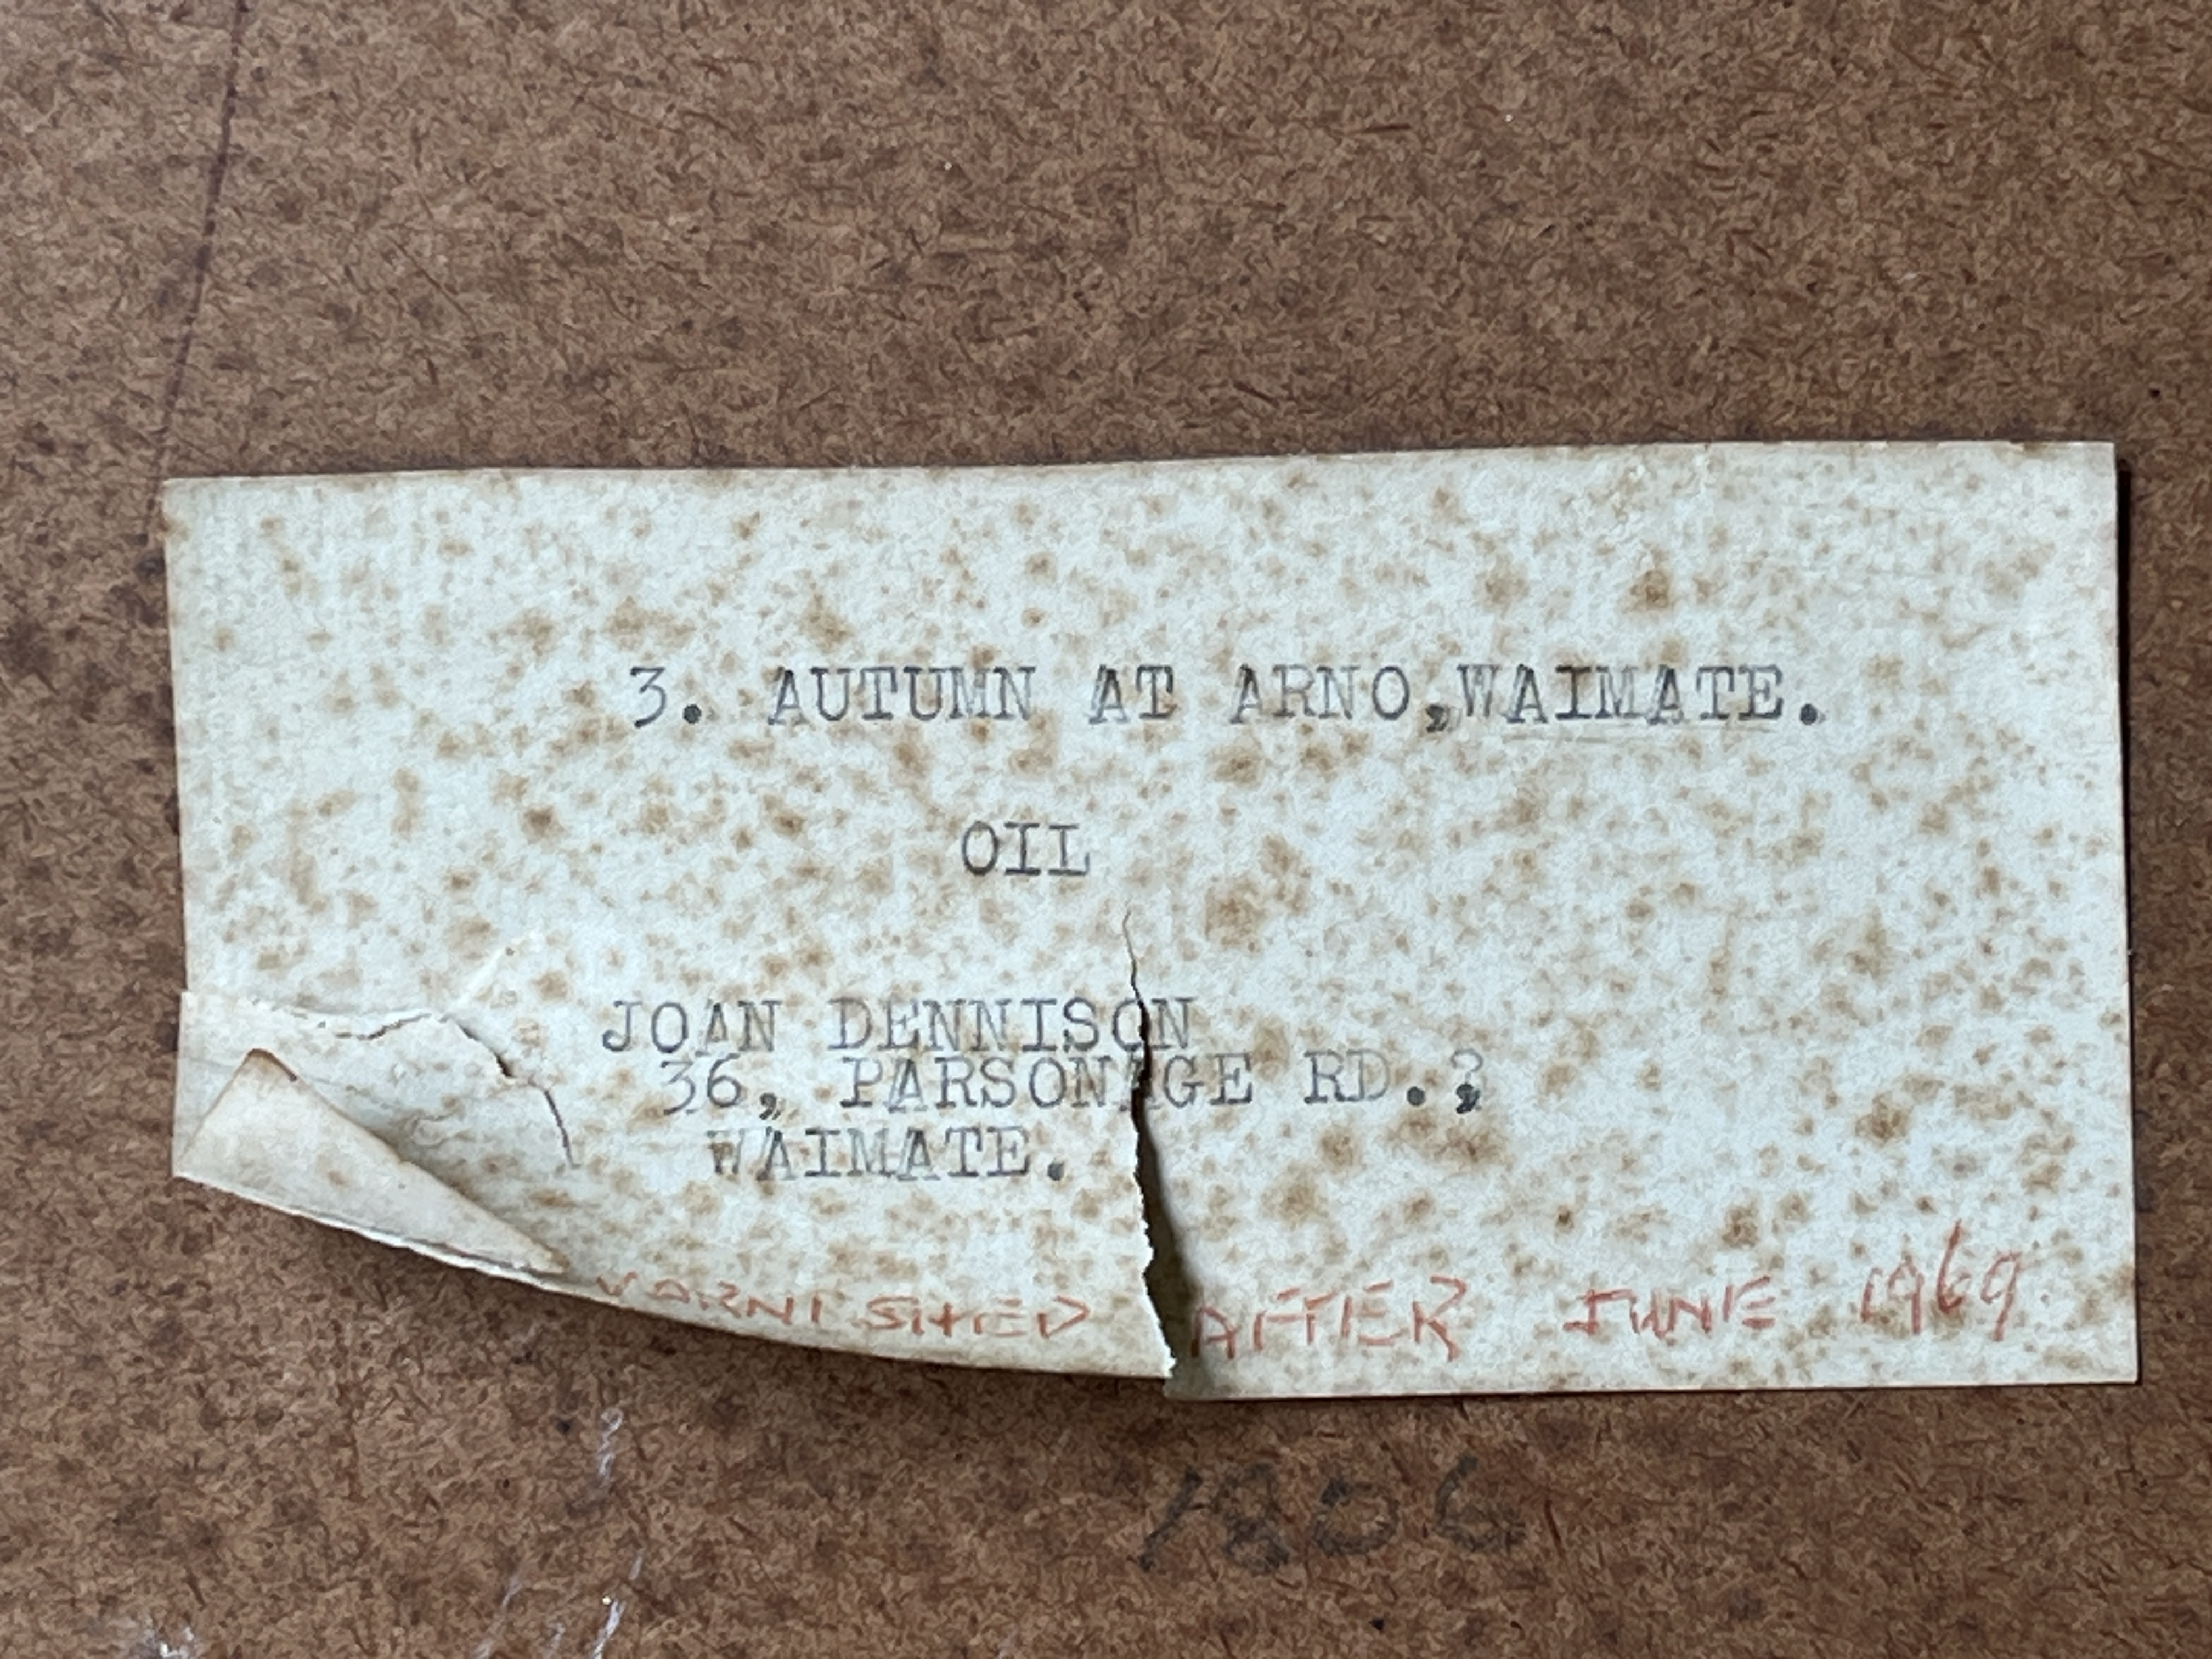 3. AUTUMN AT ARNO,WAIMATE.
OIL
JOAN DENNISON
36, PARSONAGE RD.,
WAIMATE.
VARNISHED AFTER JUNE 1969
1806